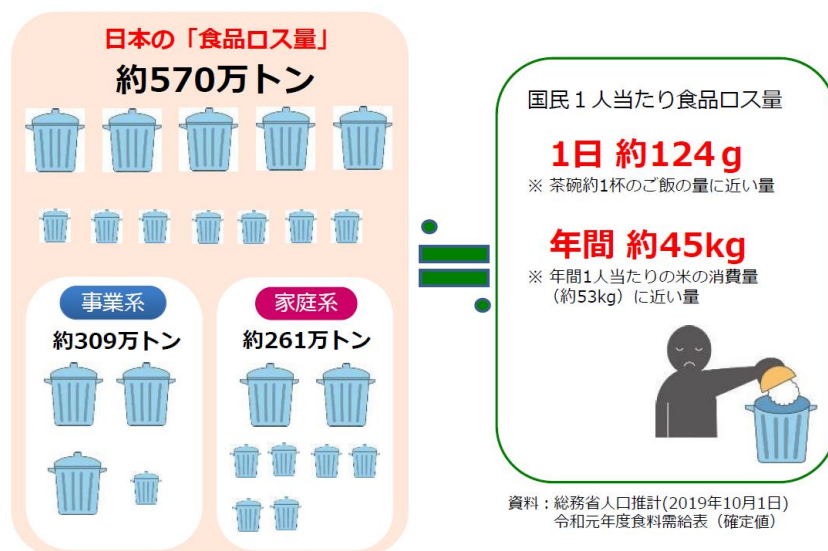 日本の「食品ロス量」
約570万トン
事業系
約309万トン
家庭系
約261万トン
国民１人当たり食品ロス量
1日 約124ｇ
※ 茶碗約1杯のご飯の量に近い量
年間 約45kg
※ 年間1人当たりの米の消費量
（約53kg）に近い量
資料：総務省人口推計(2019年10月1日)
令和元年度食料需給表（確定値）